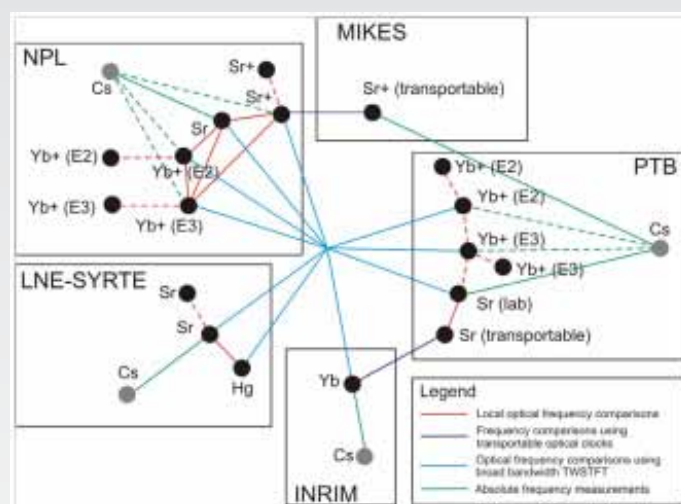 MIKES
NPL
Sr+
Cs
Sr+
Sr+ (transportable)
Sr
Yb+ (E2)
Yb+ (E2)
Yb+ (E3)
Yb+ (E3)
PTB
Yb+ (E2)
Yb+ (E2)
Yb+ (E3)
Cs
Yb+ (E3)
Sr (lab)
Sr (transportable)
LNE-SYRTE
Sr
Sr
Cs
Hg
Yb
Cs
INRIM
Legend
Local optical frequency comparisons
Frequency comparisons using
transportable optical clocks
Optical frequency comparisons using
broad bandwidth TWSTFT
Absolute frequency measurements